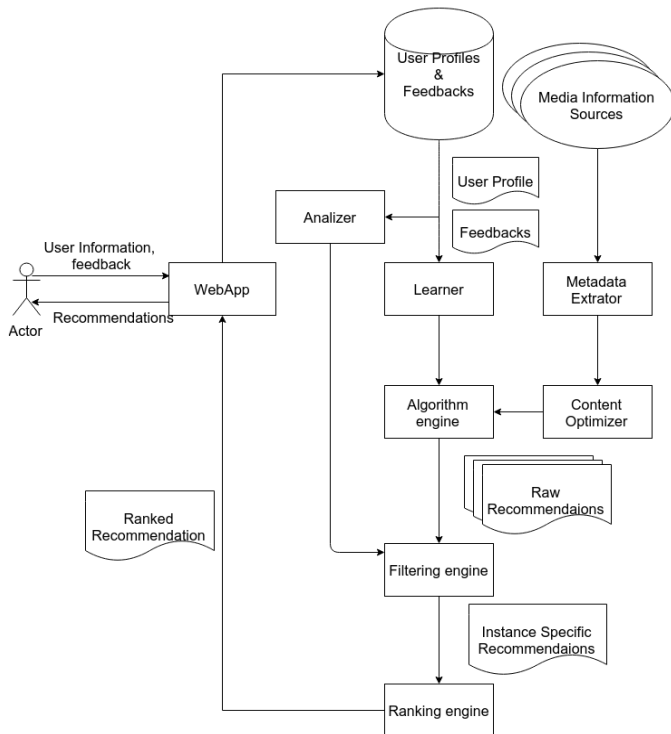 User Profiles
&
Feedbacks
Media Information
Sources
User Profile
Analizer
Feedbacks
User Information,
feedback
WebApp
Learner
Metadata
Extrator
Recommendations
Actor
Algorithm
engine
Content
Optimizer
Raw
Recommendaions
Ranked
Recommendation
Filtering engine
Instance Specific
Recommendaions
Ranking engine